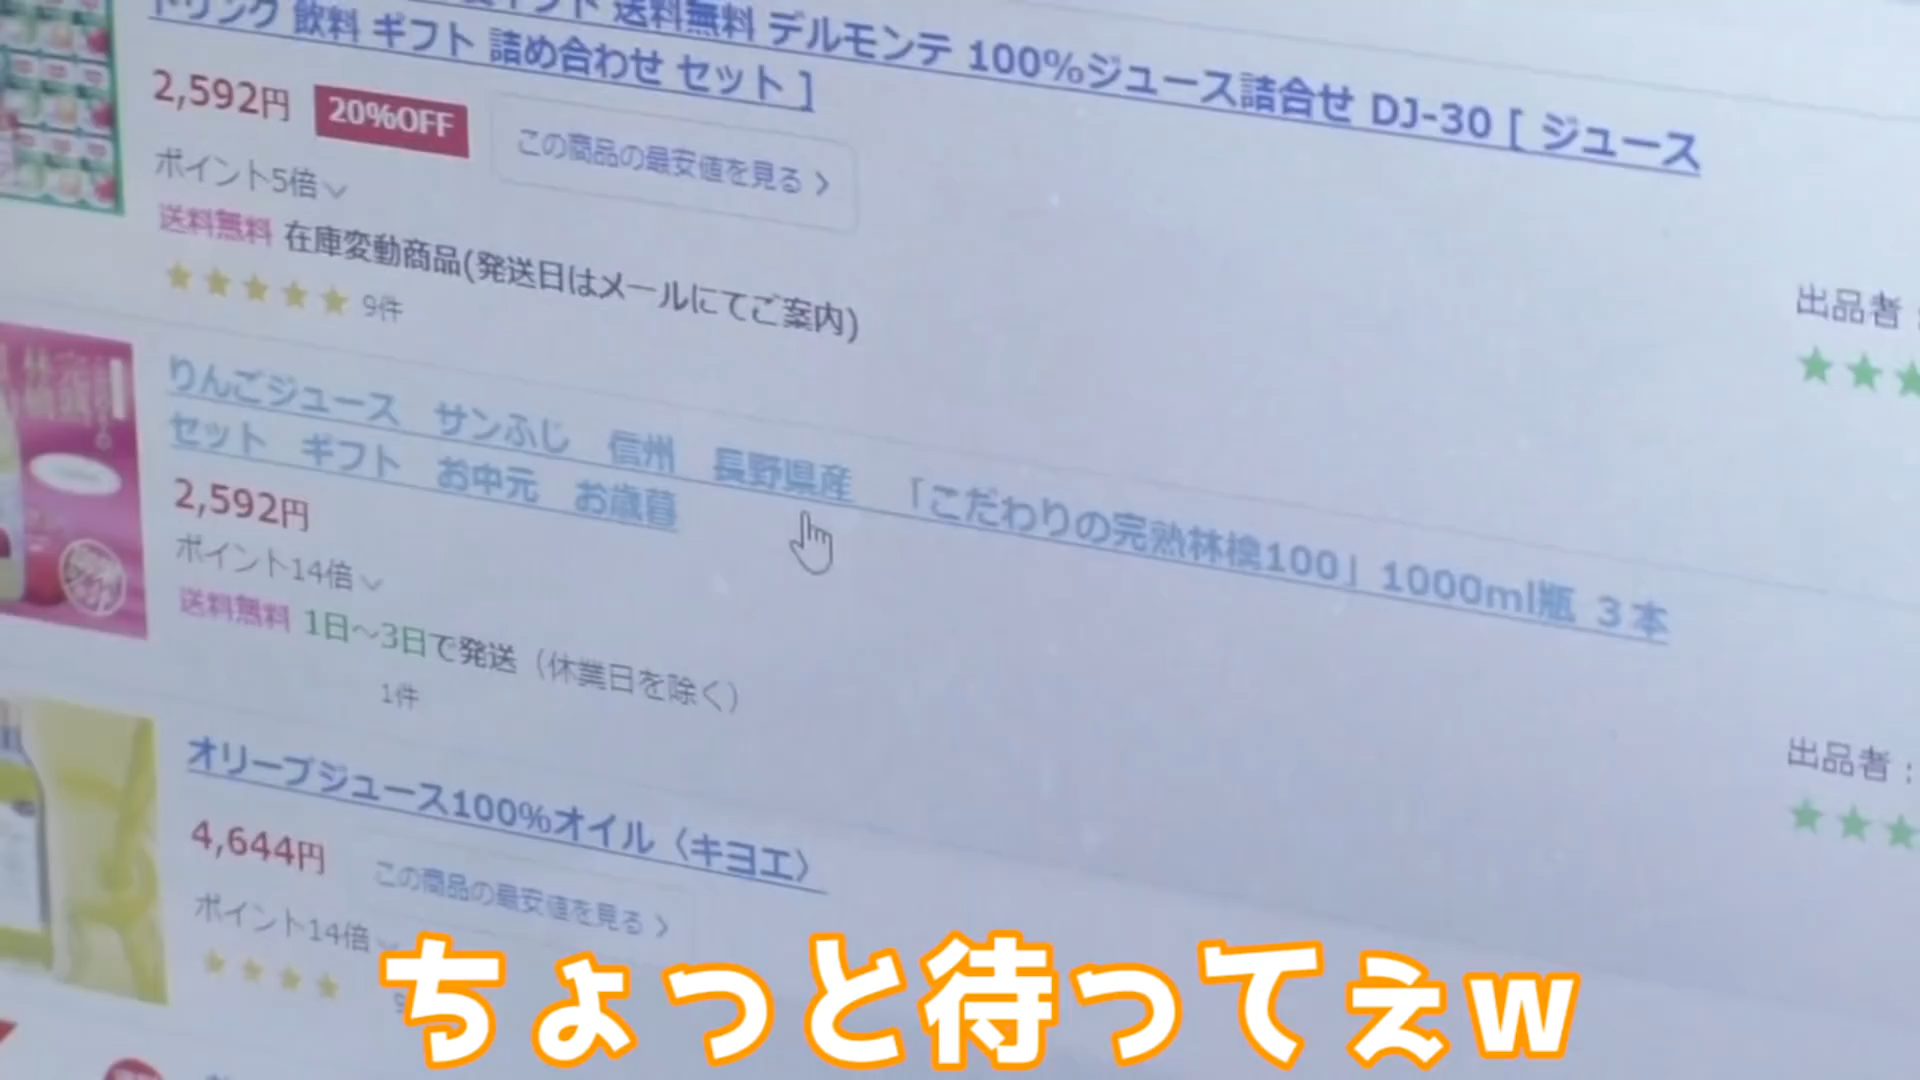 送料無料 デルモンテ 100%ジュース詰合せ DJ-30 [ ジュース
ドリンク 飲料 ギフト 詰め合わせ セット ]
2,592円 20%OFF この商品の最安値を見る >
ポイント5倍
送料無料 在庫変動商品(発送日はメールにてご案内)
9件
出品者
りんごジュース サンふじ 信州 長野県産 「こだわりの完熟林檎100」1000ml瓶 3本
セット ギフト お中元 お歳暮
2,592円
ポイント14倍
送料無料 1日~3日で発送(休業日を除く)
1件
出品者:
オリーブジュース100%オイル〈キヨエ〉
4,644円 この商品の最安値を見る >
ポイント14倍
ちょっと待ってぇw